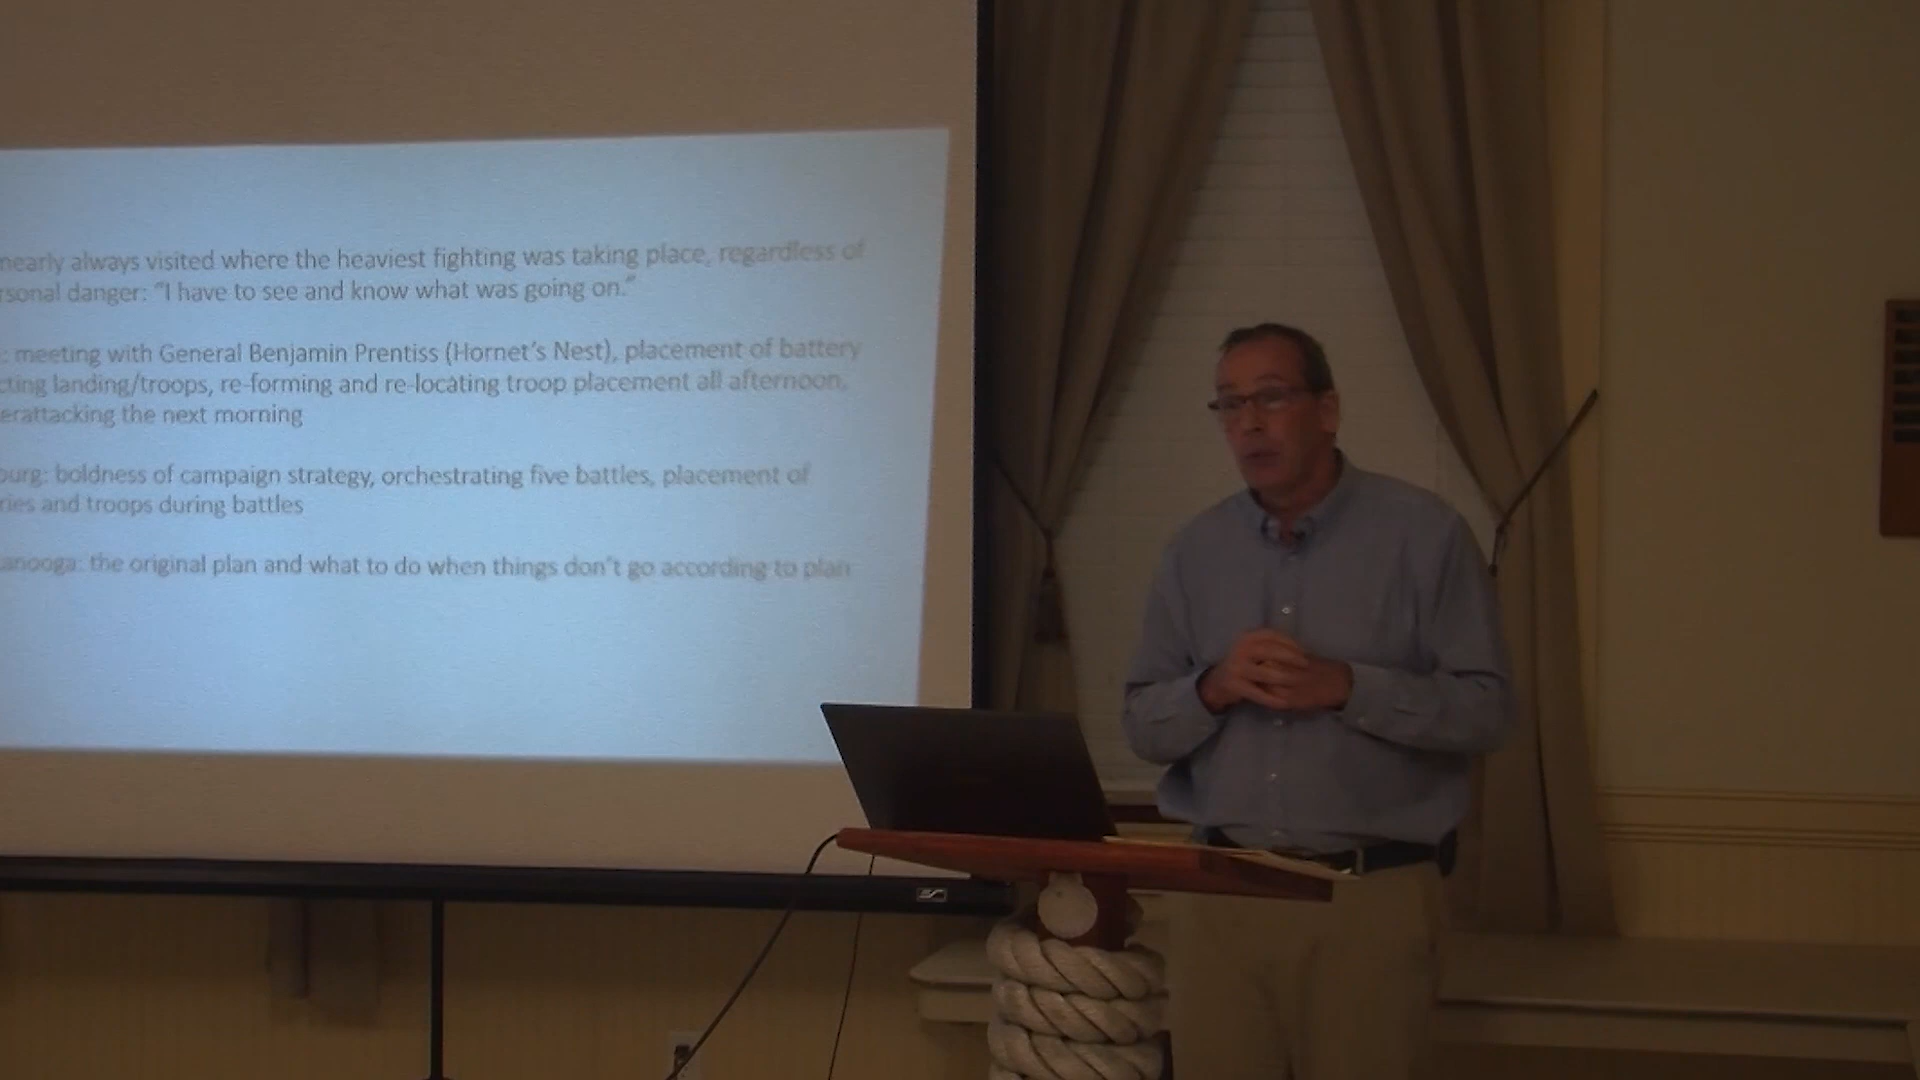 nearly always visited where the heaviest fighting was taking place, regardless of
rsonal danger: “I have to see and know what was going on.”
: meeting with General Benjamin Prentiss (Hornet’s Nest), placement of battery
cting landing/troops, re-forming and re-locating troop placement all afternoon,
erattacking the next morning
burg: boldness of campaign strategy, orchestrating five battles, placement of
ries and troops during battles
anooga: the original plan and what to do when things don’t go according to plan